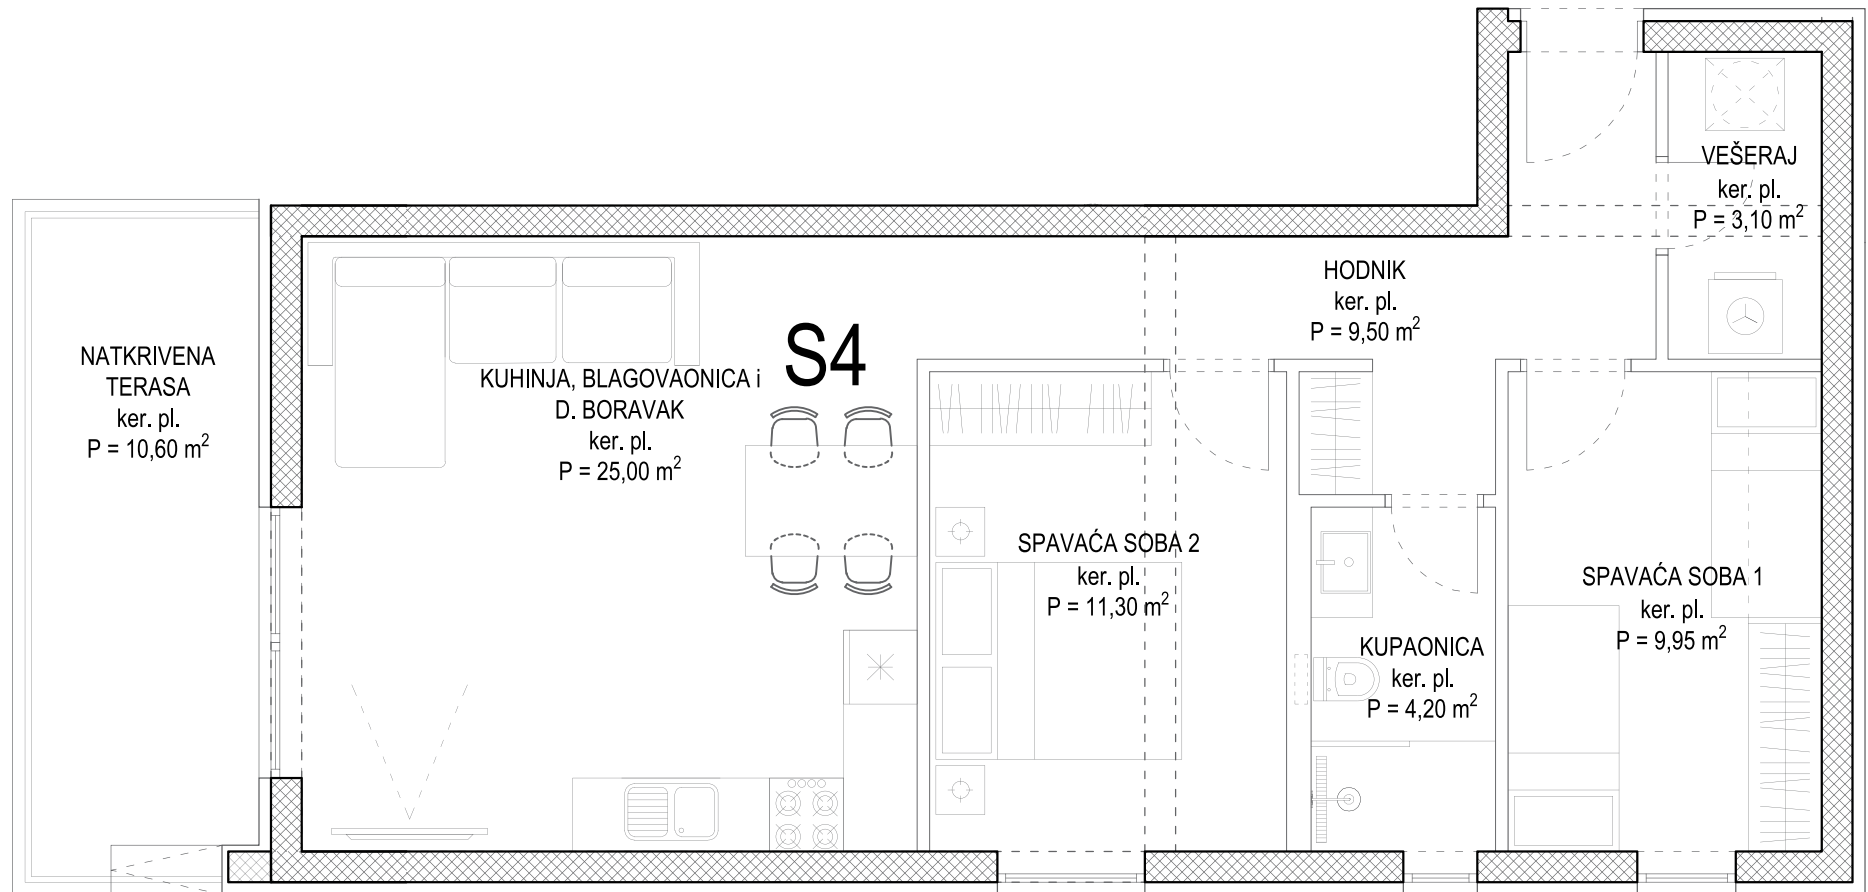 NATKRIVENA
TERASA
ker. pl.
P = 10,60 m²
KUHINJA, BLAGOVAONICA i
D. BORAVAK
ker. pl.
P = 25,00 m²
S4
SPAVAĆA SOBA 2
ker. pl.
P = 11,30 m²
HODNIK
ker. pl.
P = 9,50 m²
KUPAONICA
ker. pl.
P = 4,20 m²
VEŠERAJ
ker. pl.
P = 3,10 m²
SPAVAĆA SOBA 1
ker. pl.
P = 9,95 m²